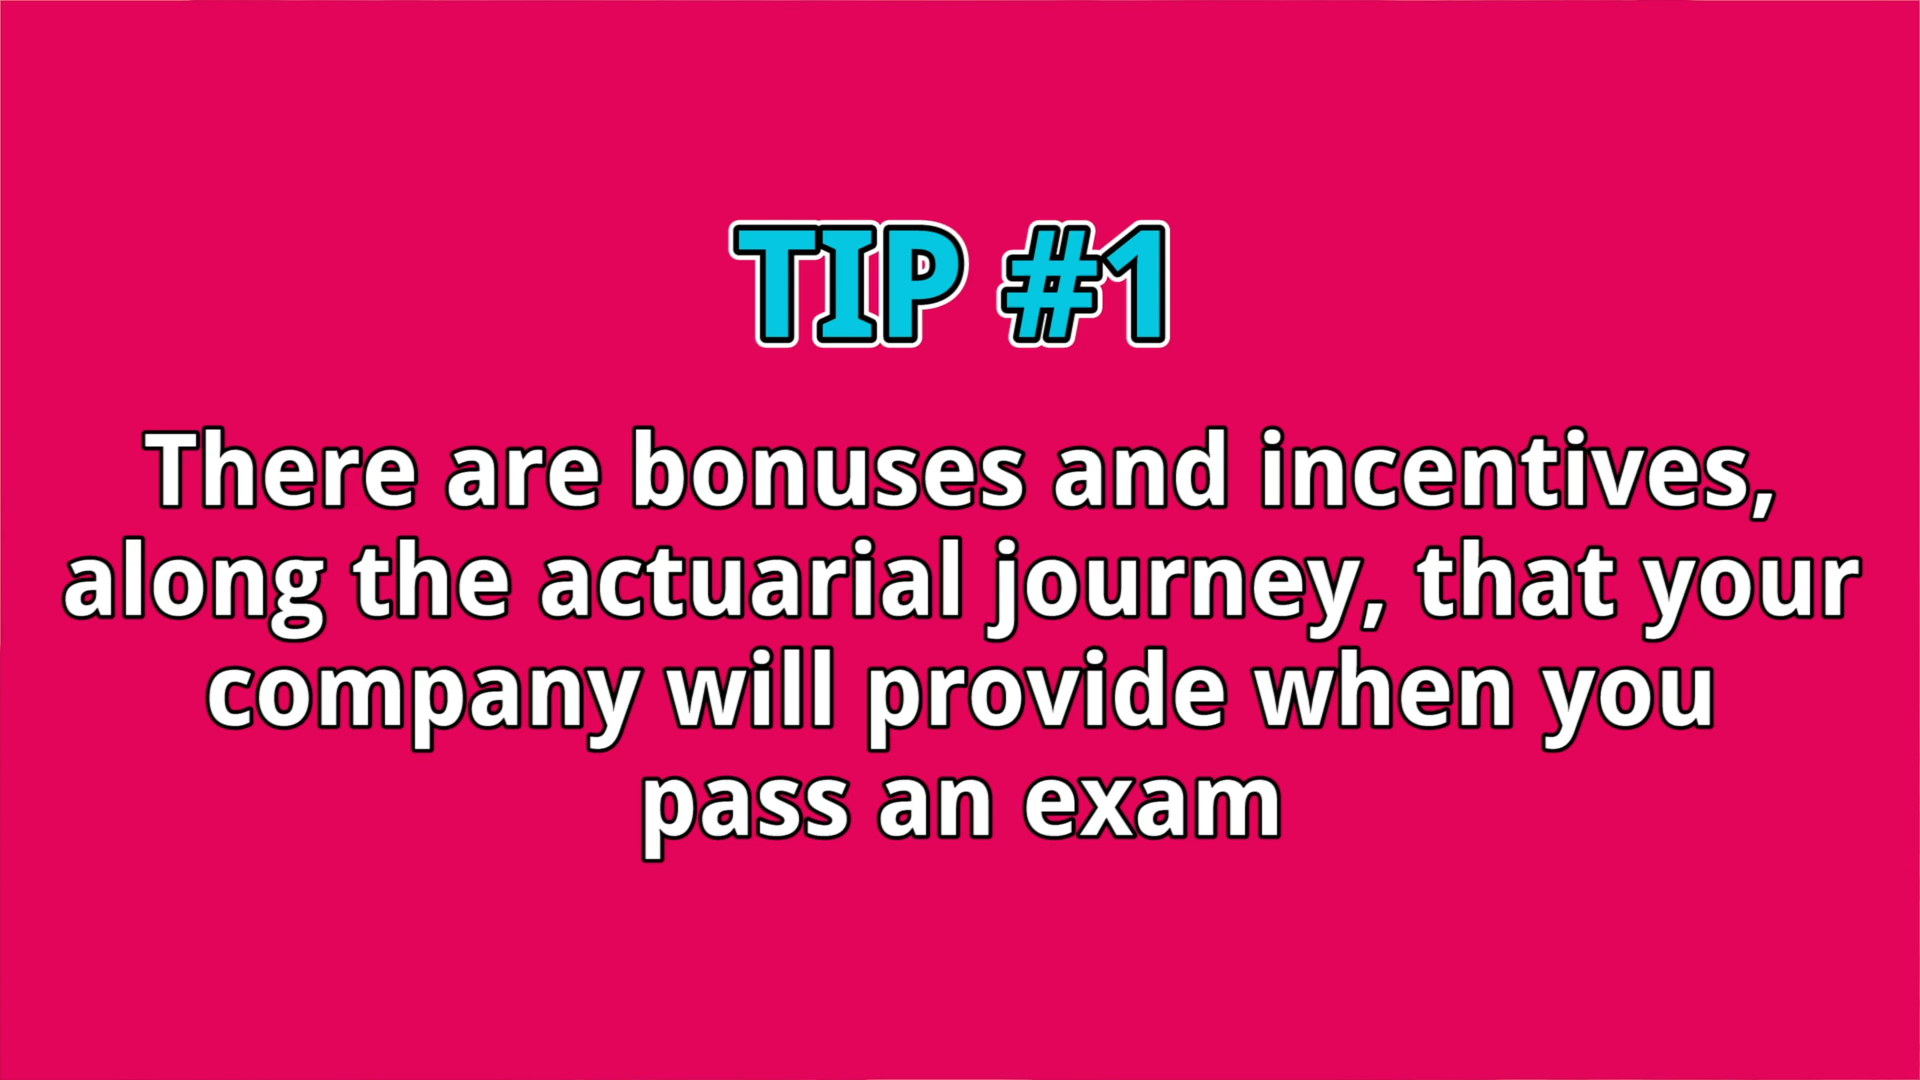 TIP #1
There are bonuses and incentives,
along the actuarial journey, that your
company will provide when you
pass an exam